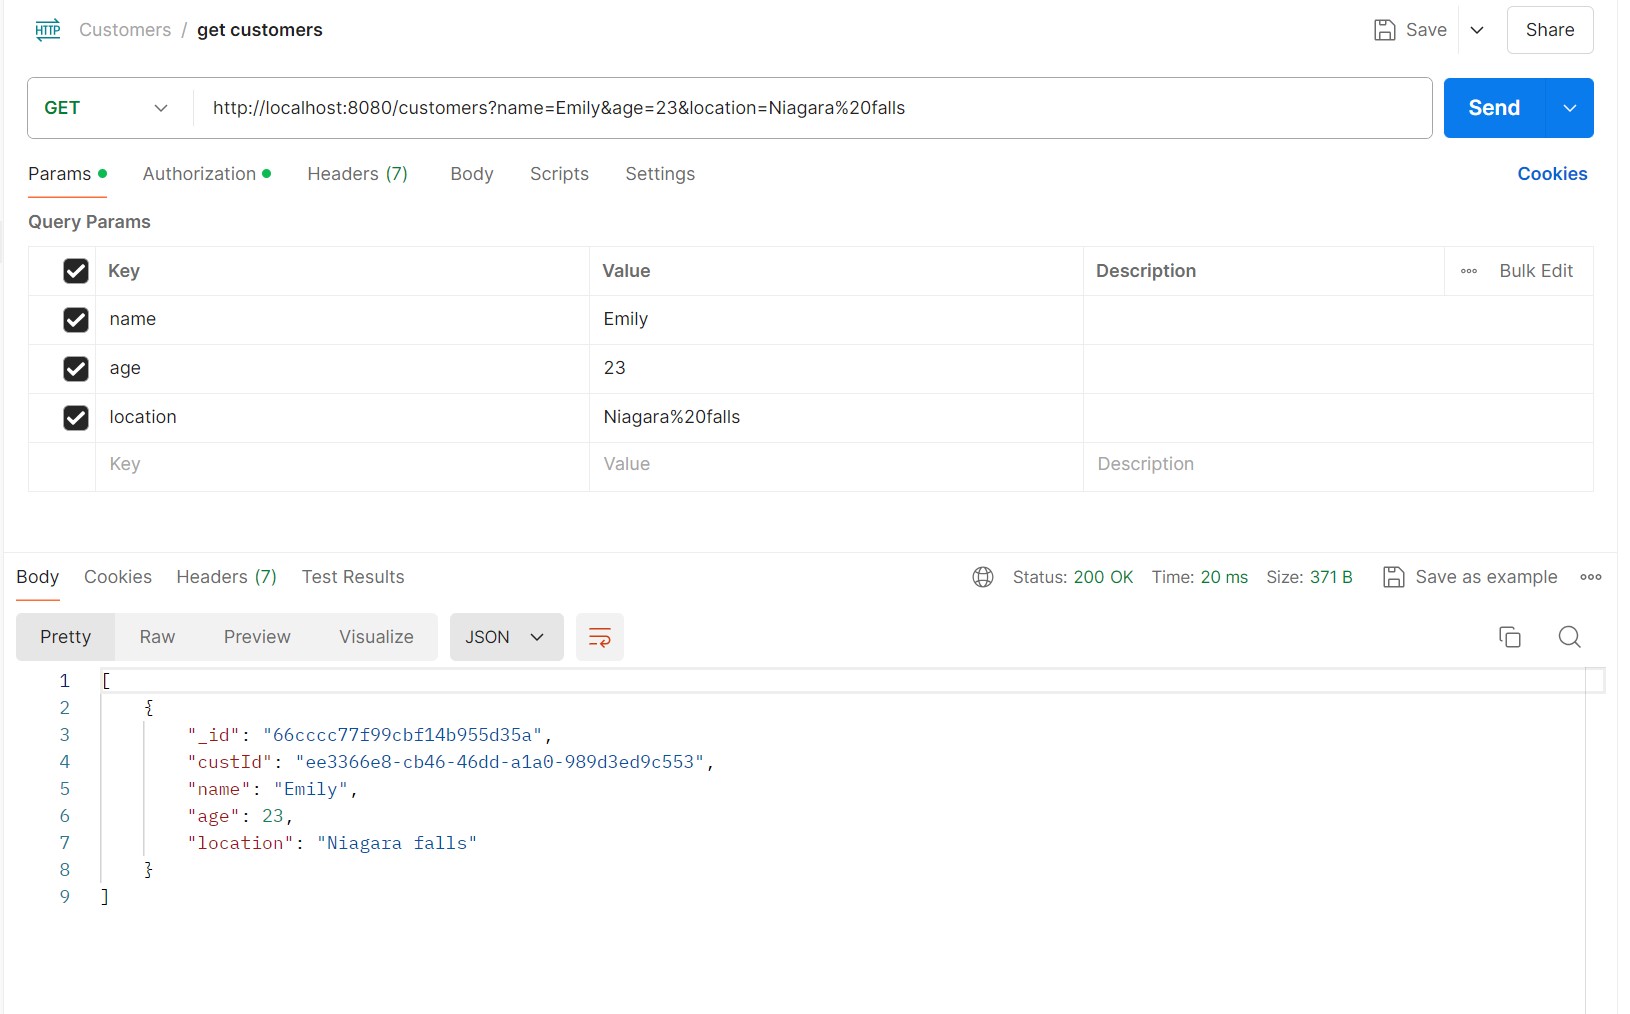 HTTP Customers / get customers Save Share
GET http://localhost:8080/customers?name=Emily&age=23&location=Niagara%20falls Send
Params Authorization Headers (7) Body Scripts Settings Cookies
Query Params
Key Value Description Bulk Edit
name Emily
age 23
location Niagara%20falls
Key Value Description
Body Cookies Headers (7) Test Results Status: 200 OK Time: 20 ms Size: 371 B Save as example
Pretty Raw Preview Visualize JSON
1 [
2 {
3 "_id": "66cccc77f99cbf14b955d35a",
4 "custId": "ee3366e8-cb46-46dd-a1a0-989d3ed9c553",
5 "name": "Emily",
6 "age": 23,
7 "location": "Niagara falls"
8 }
9 ]